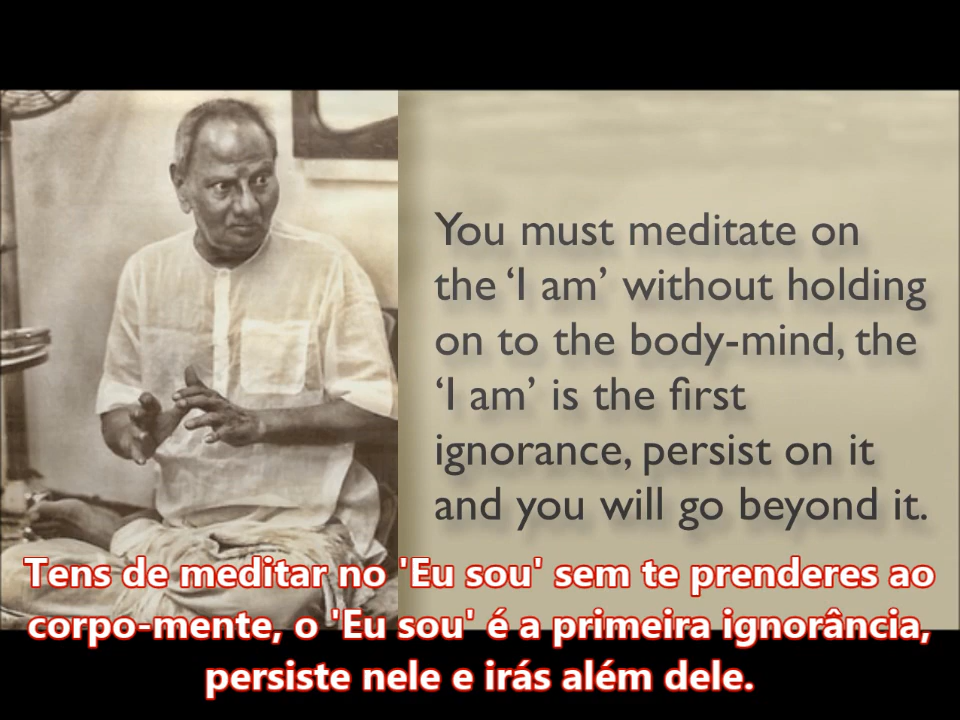 You must meditate on
the ‘I am’ without holding
on to the body-mind, the
‘I am’ is the first
ignorance, persist on it
and you will go beyond it.
Tens de meditar no 'Eu sou' sem te prenderes ao
corpo-mente, o 'Eu sou' é a primeira ignorância,
persiste nele e irás além dele.